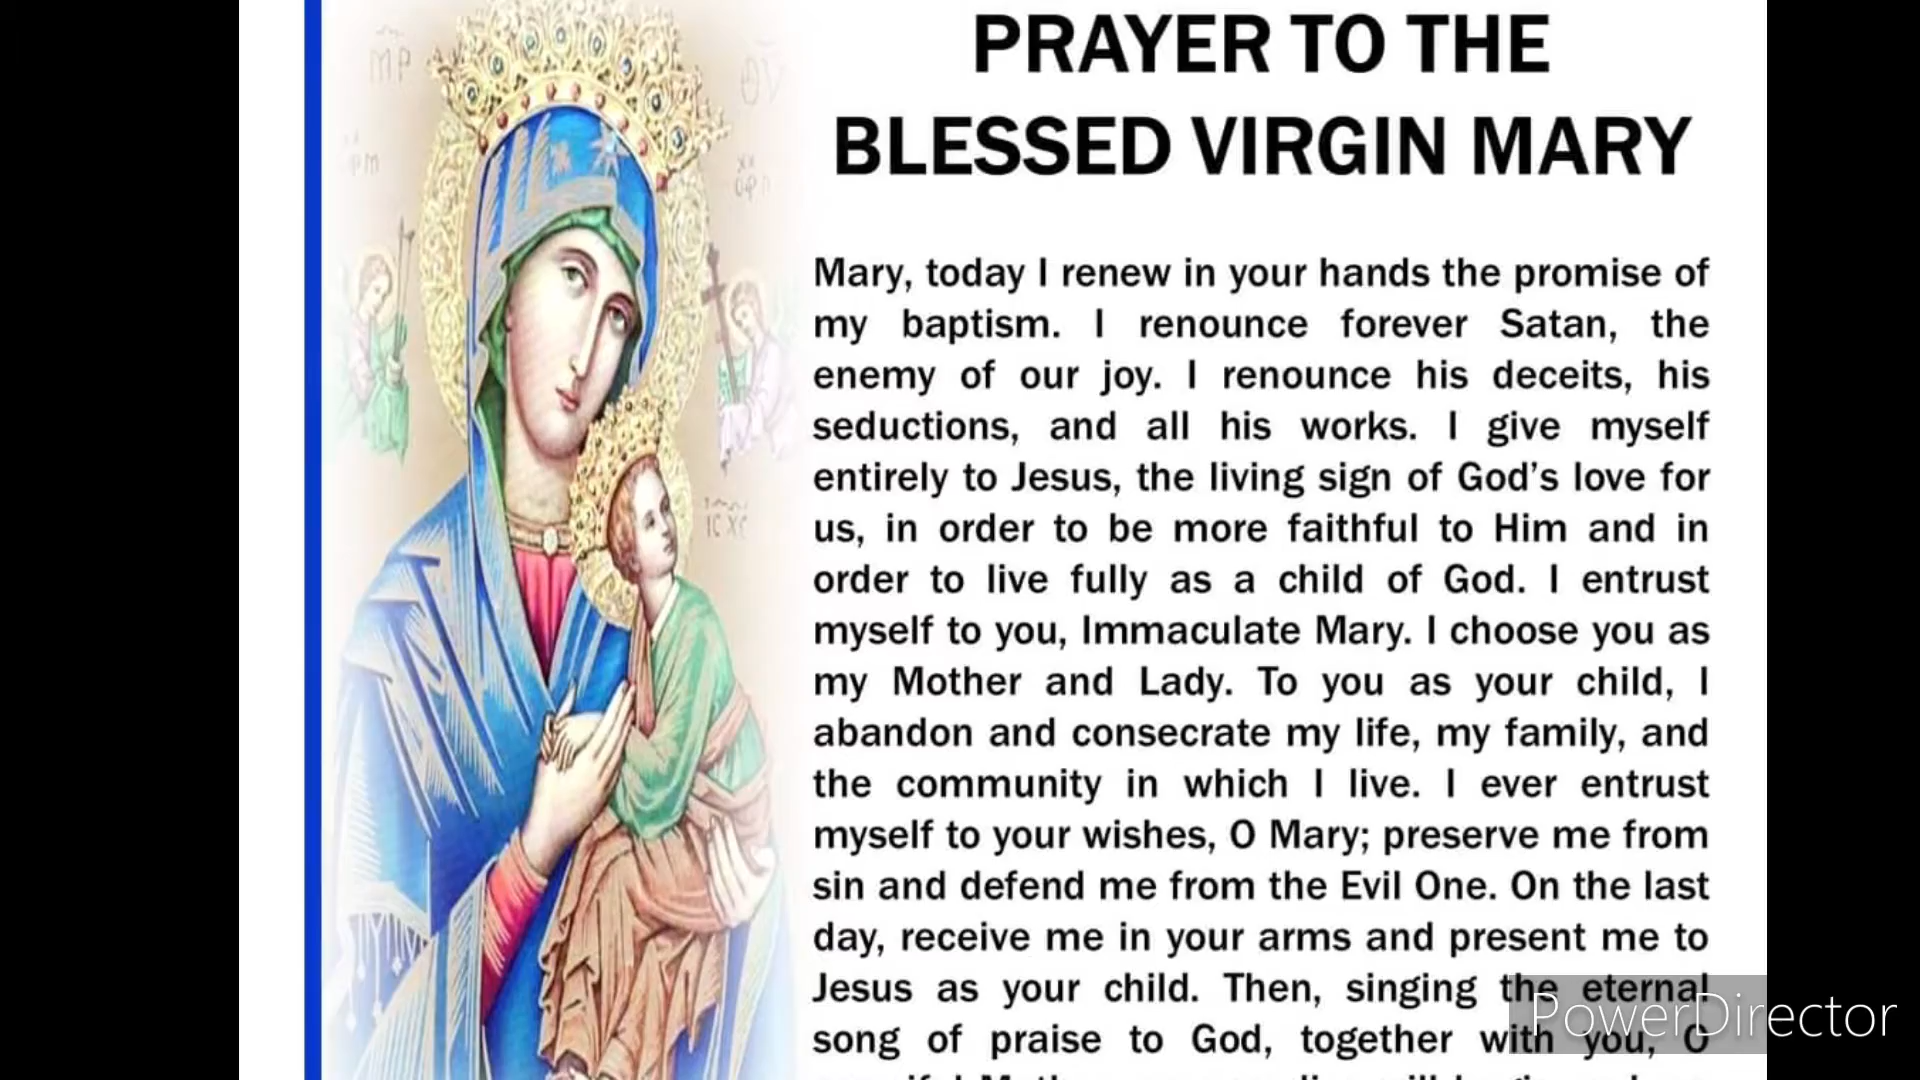 PRAYER TO THE
BLESSED VIRGIN MARY
Mary, today I renew in your hands the promise of
my baptism. I renounce forever Satan, the
enemy of our joy. I renounce his deceits, his
seductions, and all his works. I give myself
entirely to Jesus, the living sign of God’s love for
us, in order to be more faithful to Him and in
order to live fully as a child of God. I entrust
myself to you, Immaculate Mary. I choose you as
my Mother and Lady. To you as your child, I
abandon and consecrate my life, my family, and
the community in which I live. I ever entrust
myself to your wishes, O Mary; preserve me from
sin and defend me from the Evil One. On the last
day, receive me in your arms and present me to
Jesus as your child. Then, singing the eternal
song of praise to God, together with you, O
PowerDirector